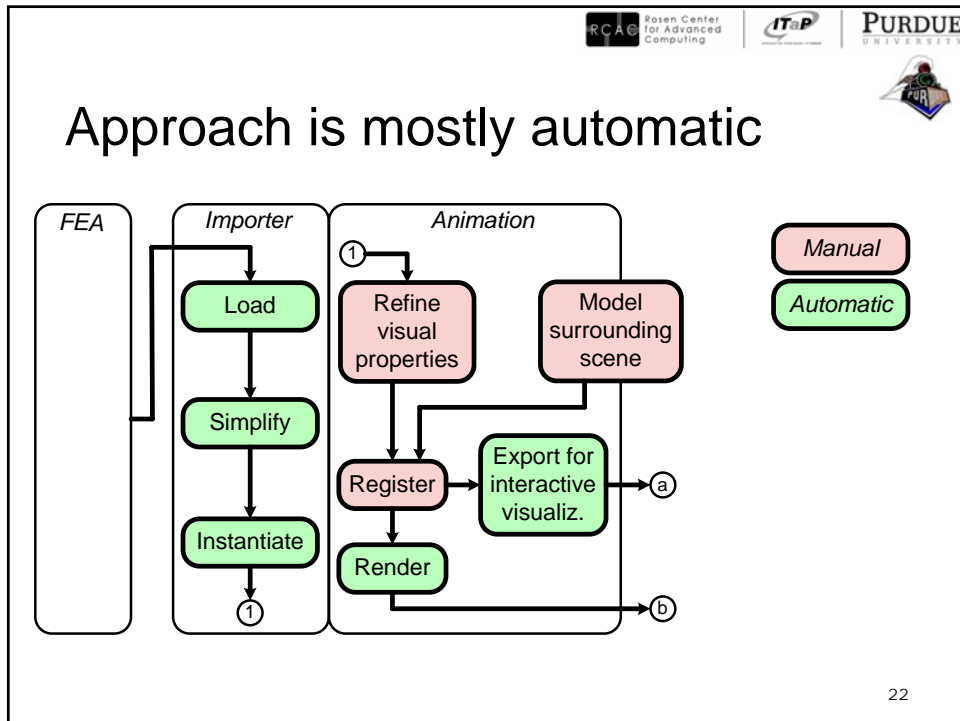 RCAC
Rosen Center
for Advanced
Computing
ITaP
PURDUE
UNIVERSITY
PUR
Approach is mostly automatic
FEA
Importer
Animation
1
Load
Simplify
Instantiate
1
Refine
visual
properties
Model
surrounding
scene
Register
Export for
interactive
visualiz.
a
Render
b
Manual
Automatic
22